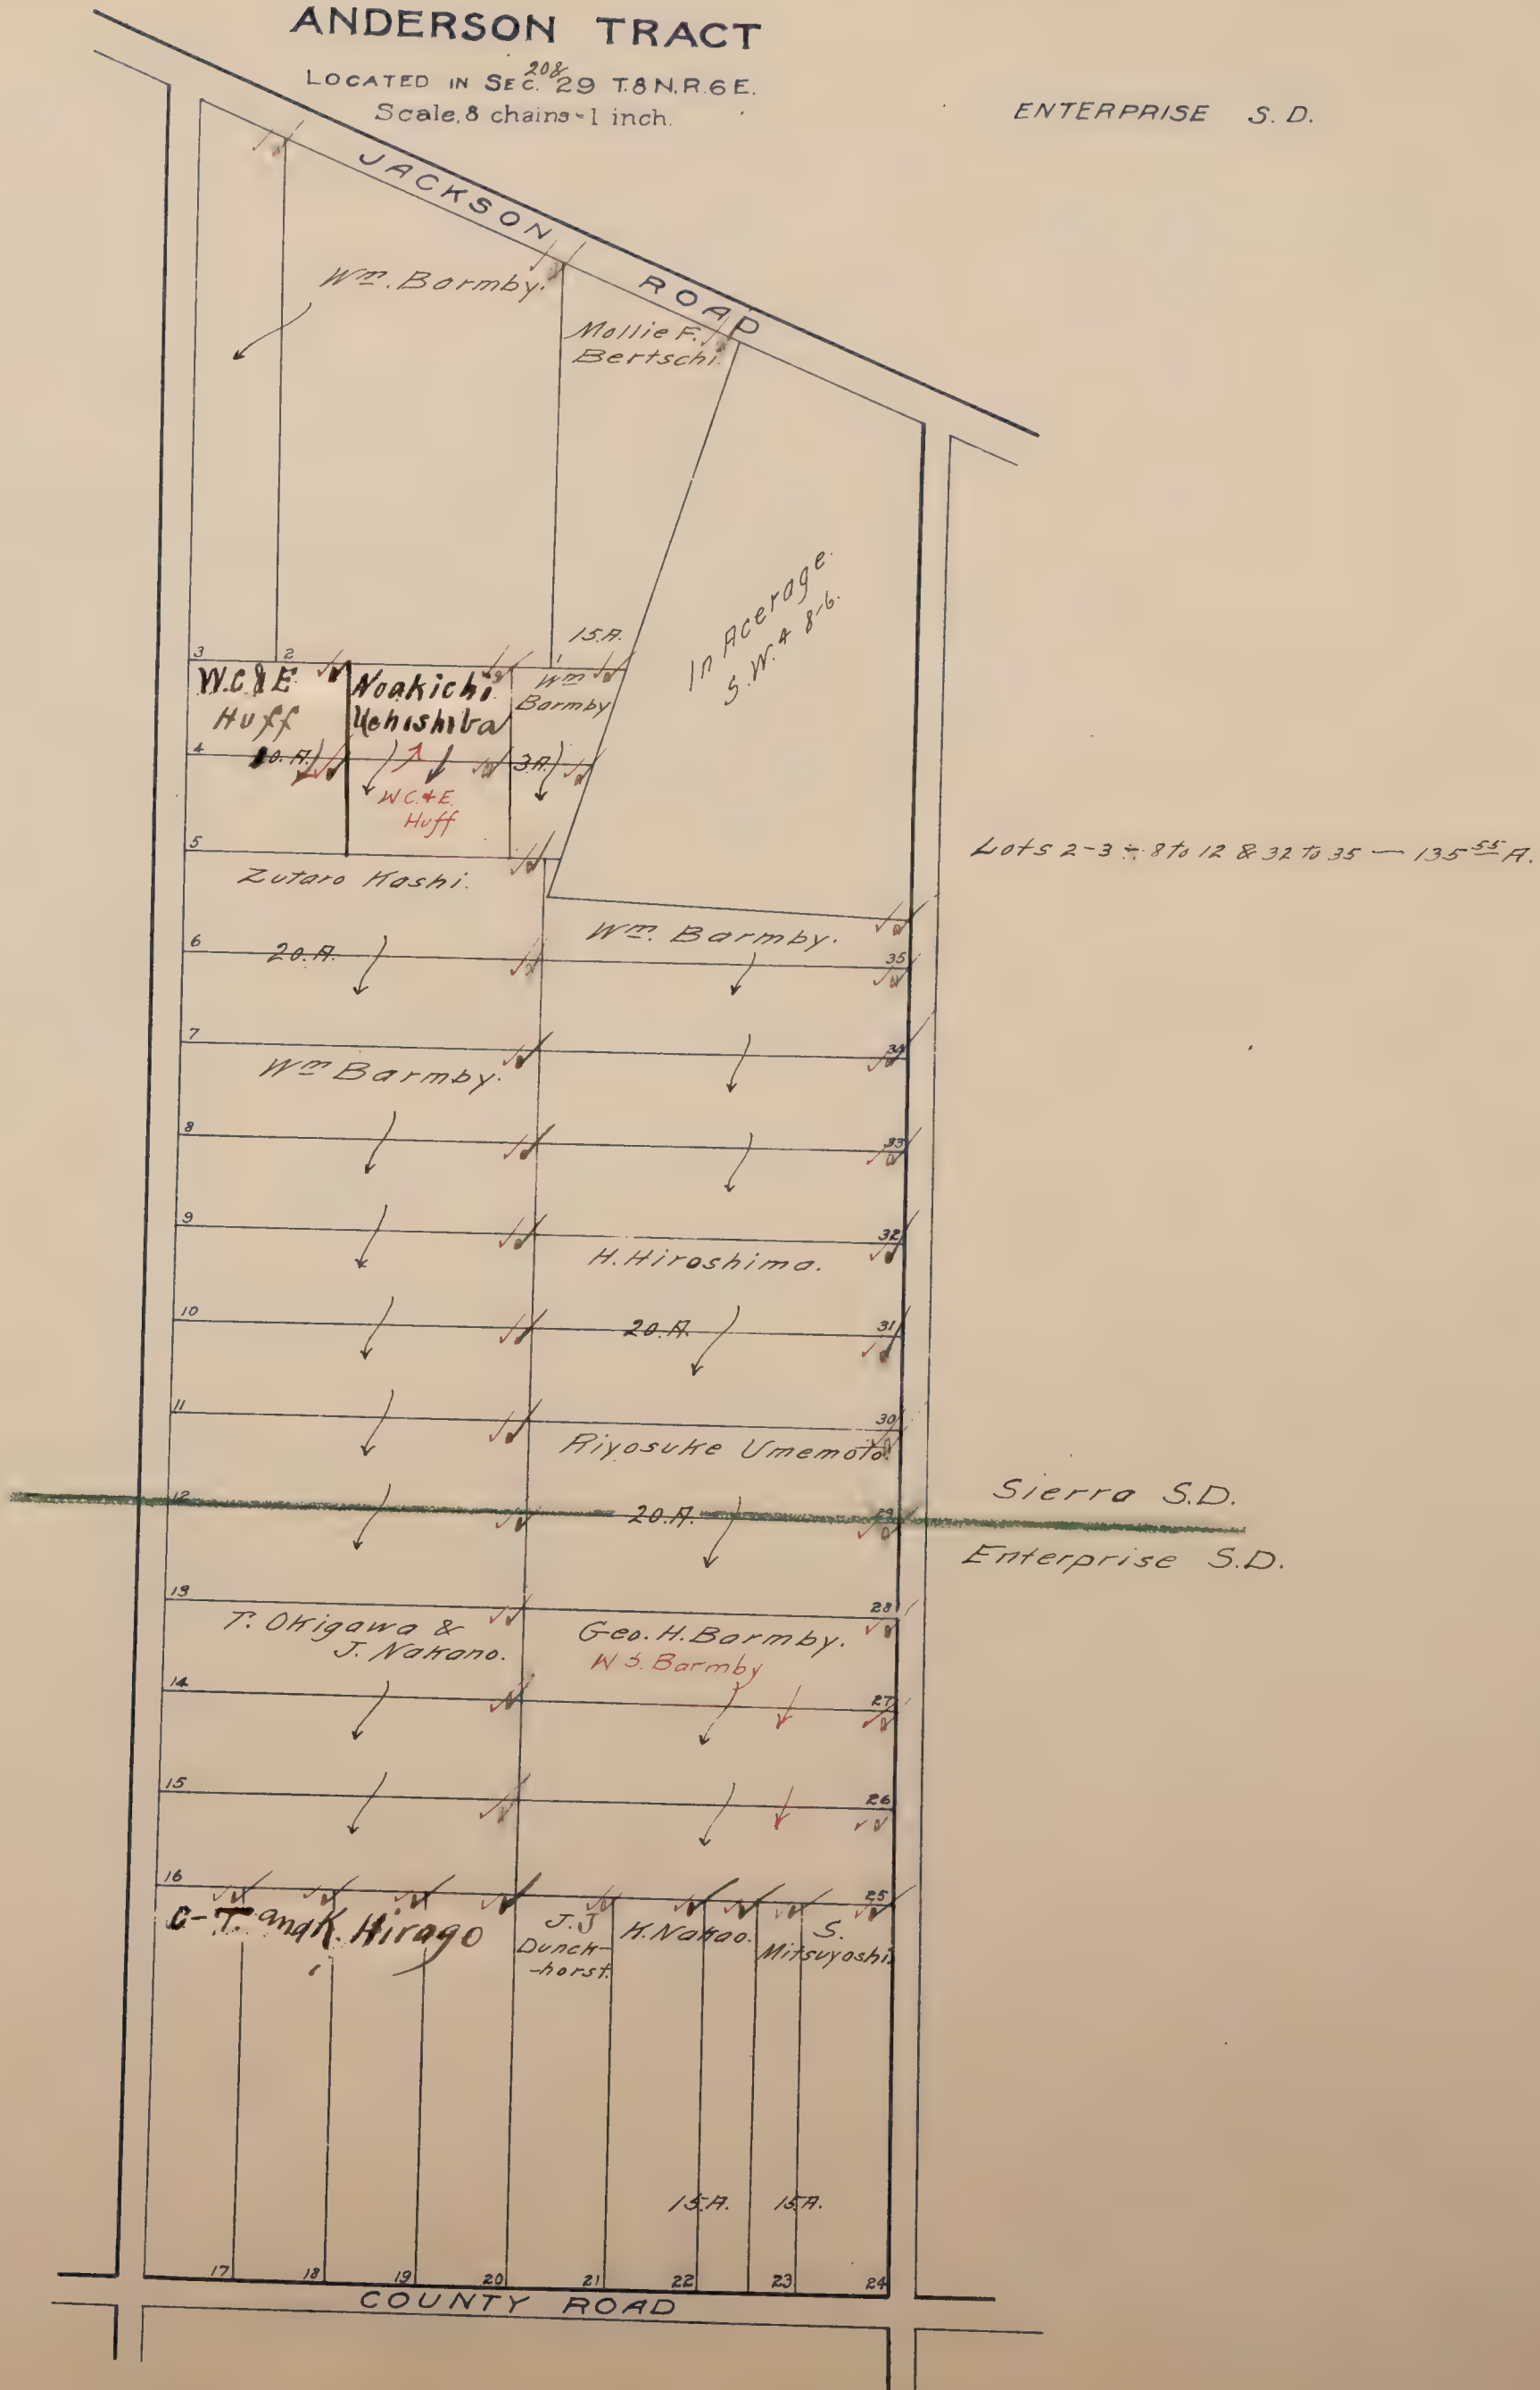 ANDERSON TRACT
20&
LOCATED IN SEC. 29 T.8 N.R.6 E.
Scale, 8 chains = 1 inch.
ENTERPRISE S. D.
JACKSON ROAD
Wm. Barmby.
Mollie F.
Bertschi.
In Acerage.
S.W. 4 8-6.
15.A.
3
2
1
W.C & E
Huff
Noakichi
Uchishiba
Wm
Barmby
4
0. A.
3A
W C. & E.
Huff
5
Zutaro Kashi.
Lots 2-3 - 8 to 12 & 32 to 35 — 135 55 A.
Wm. Barmby.
6
20.A.
35
7
34
Wm Barmby.
8
33
9
32
H. Hiroshima.
10
20.A.
31
11
30
Riyosuke Umemoto.
Sierra S.D.
12
20.A.
29
Enterprise S.D.
13
28
T. Okigawa &
J. Nakano.
Geo. H. Barmby.
W S. Barmby
14
27
15
26
16
25
C-T. and K. Hirago
J. J
Dunck-
-horst.
K. Nakao.
S.
Mitsuyoshi.
15.A.
15A.
17
18
19
20
21
22
23
24
COUNTY ROAD